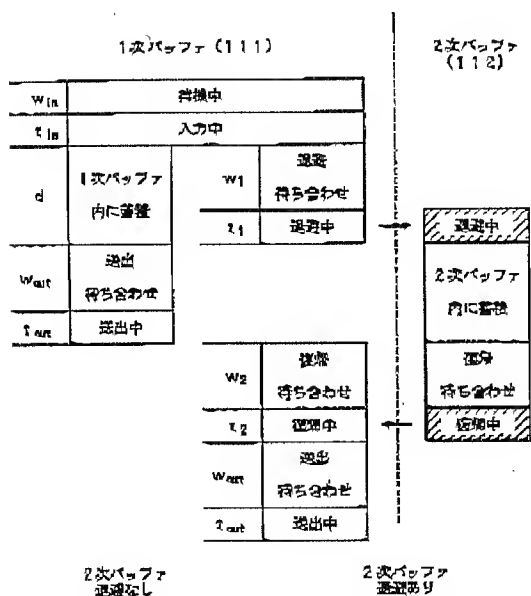 1次バッファ(111)
2次バッファ
(112)
w in 待機中
τ in 入力中
d
1次バッファ
内に蓄積
w1
退避
待ち合わせ
τ1 退避中
退避中
w out
送出
待ち合わせ
τ out 送出中
2次バッファ
内に蓄積
w2
復帰
待ち合わせ
復帰
待ち合わせ
τ2 復帰中
復帰中
w out
送出
待ち合わせ
τ out 送出中
2次バッファ
退避なし
2次バッファ
退避あり